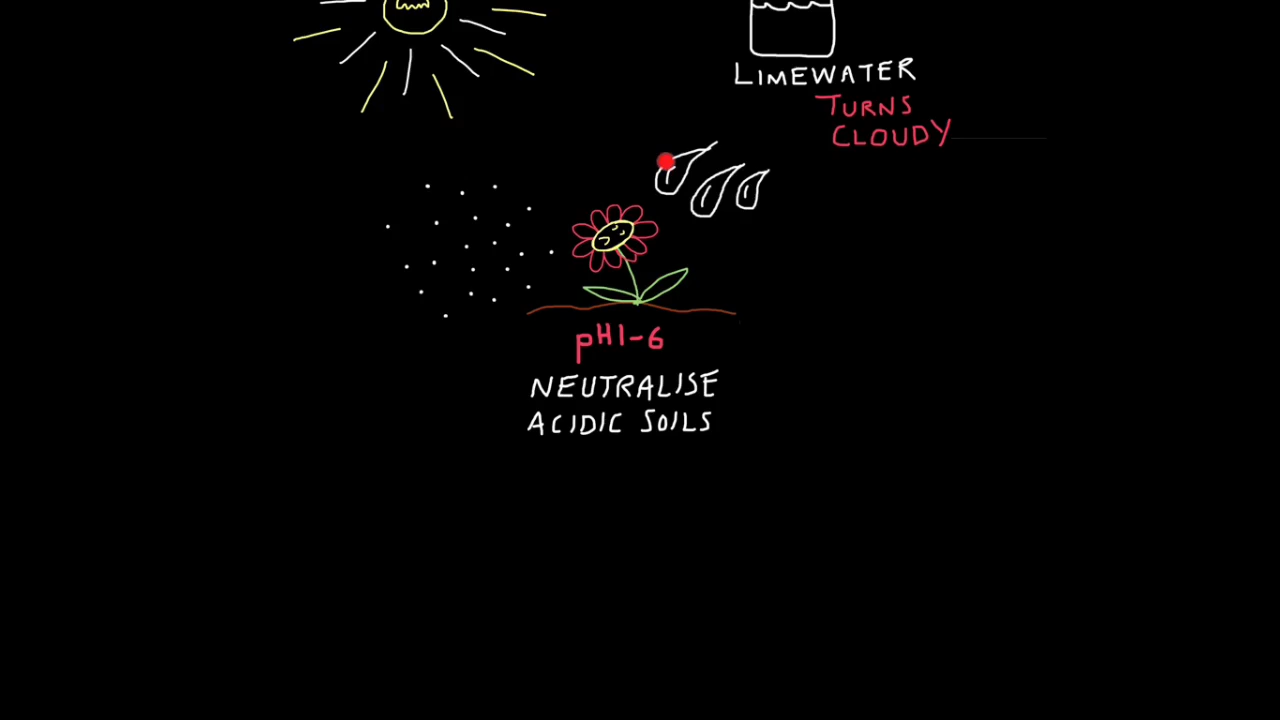 LIMEWATER
TURNS
CLOUDY
pH1-6
NEUTRALISE
ACIDIC SOILS